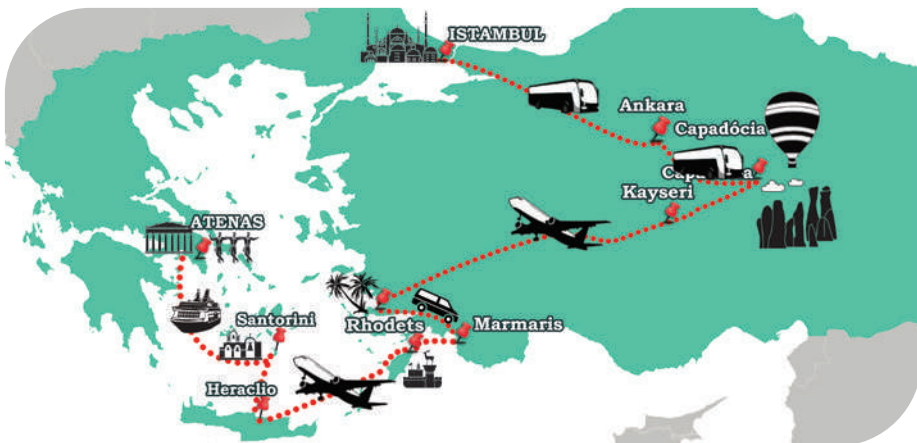 ISTAMBUL
Ankara
Capadócia
Kayseri
ATENAS
Santorini
Rhodets
Marmaris
Heraclio